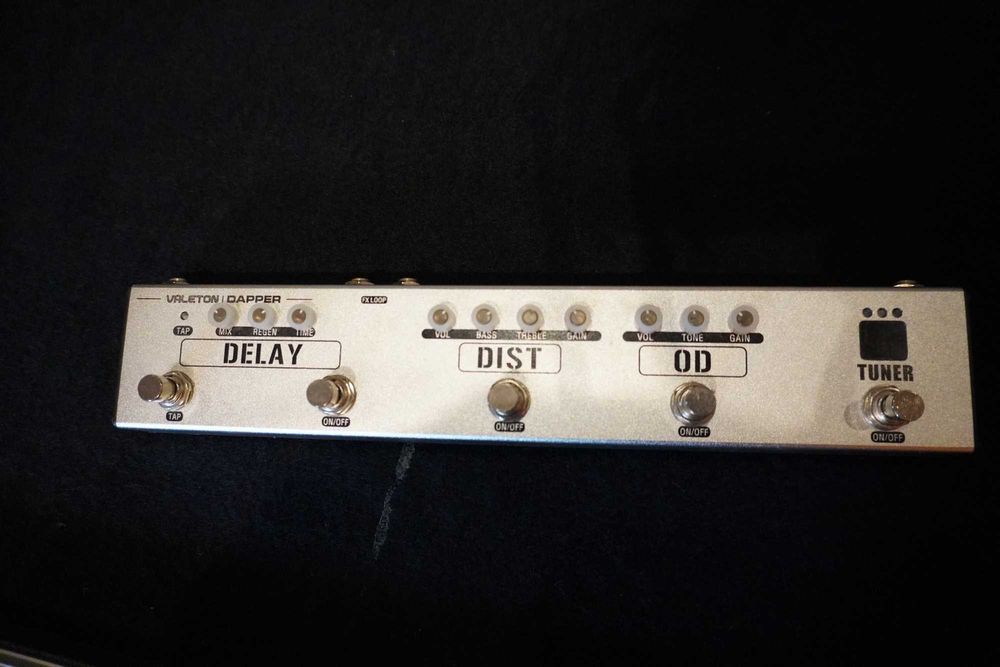 VALETON | DAPPER
FX LOOP
TAP
MIX REGEN TIME
DELAY
TAP
ON/OFF
VOL BASS TREBLE GAIN
DIST
ON/OFF
VOL TONE GAIN
OD
ON/OFF
TUNER
ON/OFF